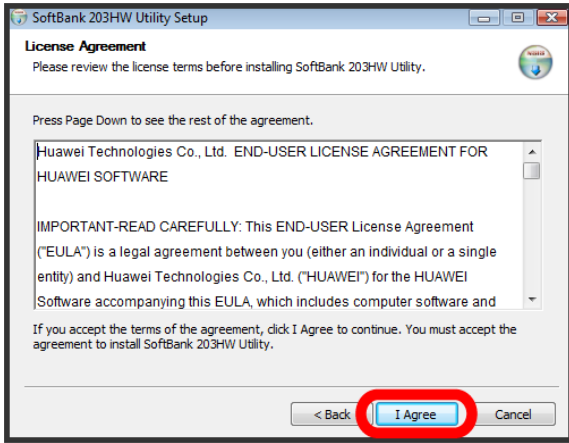 SoftBank 203HW Utility Setup
License Agreement
Please review the license terms before installing SoftBank 203HW Utility.
Press Page Down to see the rest of the agreement.
Huawei Technologies Co., Ltd. END-USER LICENSE AGREEMENT FOR
HUAWEI SOFTWARE
IMPORTANT-READ CAREFULLY: This END-USER License Agreement
("EULA") is a legal agreement between you (either an individual or a single
entity) and Huawei Technologies Co., Ltd. ("HUAWEI") for the HUAWEI
Software accompanying this EULA, which includes computer software and
If you accept the terms of the agreement, click I Agree to continue. You must accept the
agreement to install SoftBank 203HW Utility.
< Back I Agree Cancel